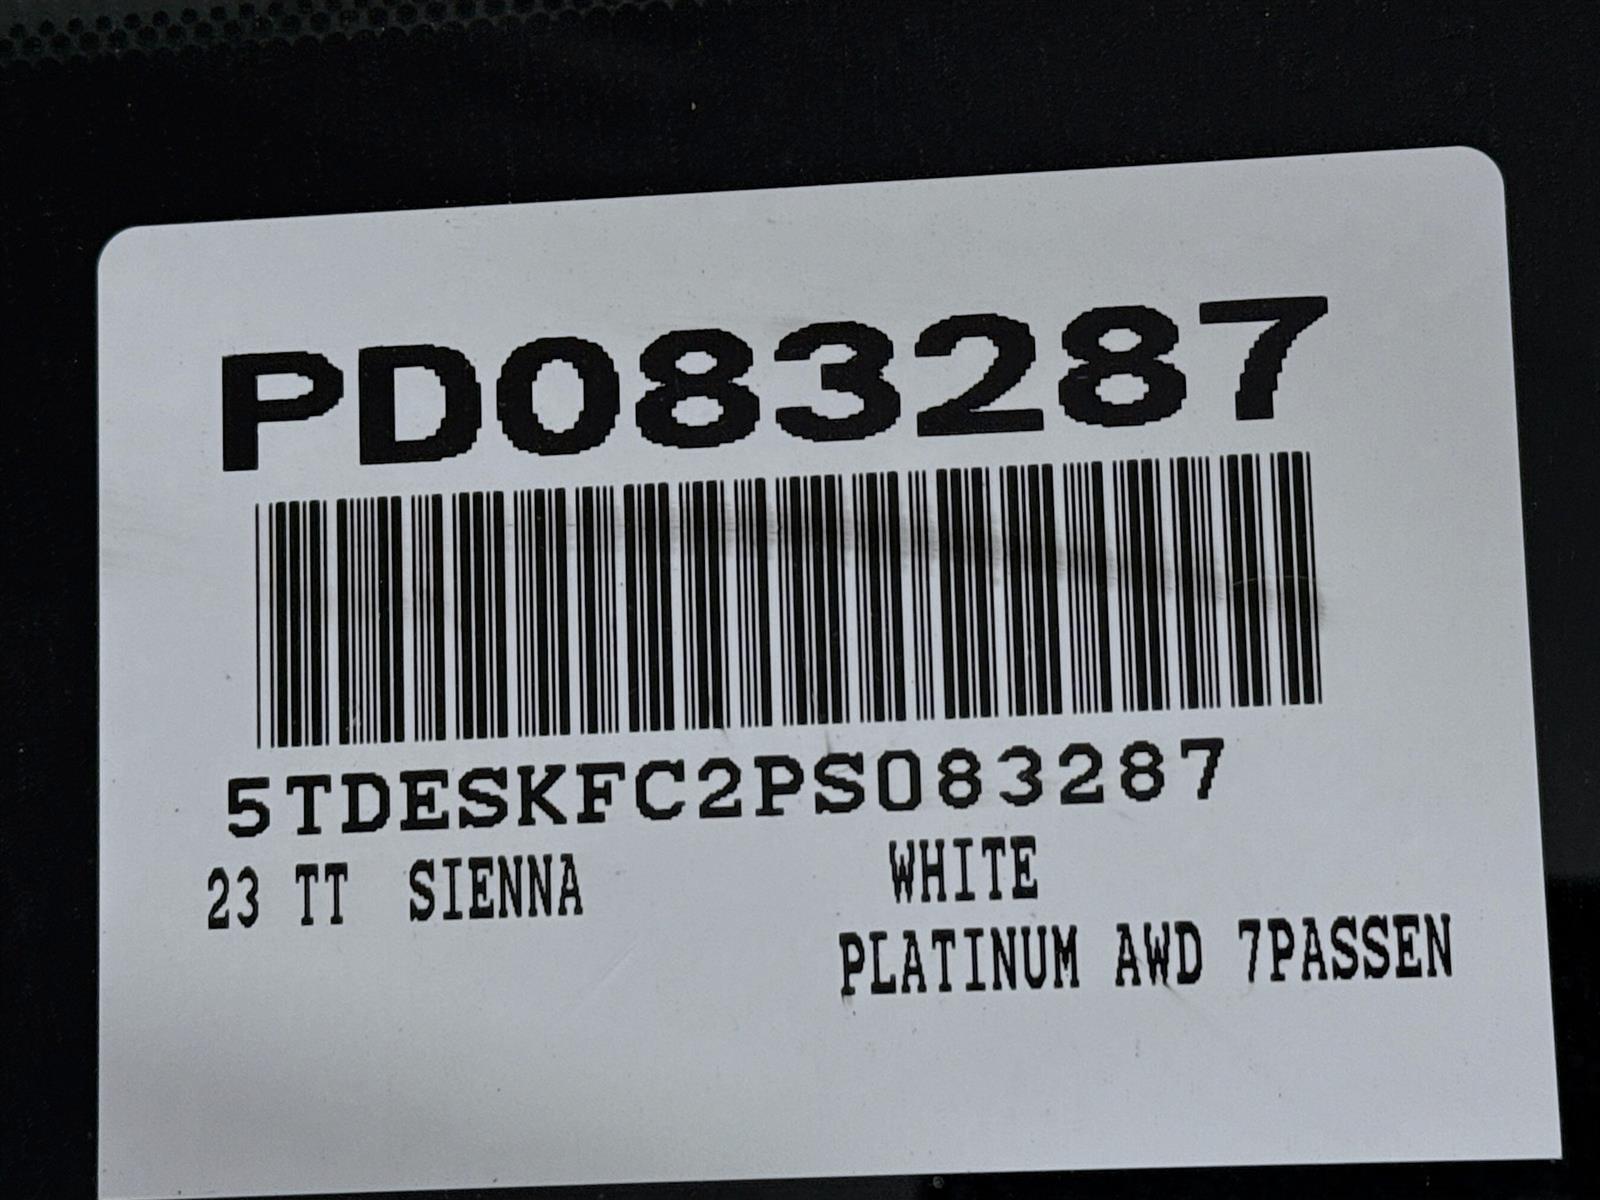 PD083287
5TDESKFC2PS083287
23 TT SIENNA WHITE
PLATINUM AWD 7PASSEN